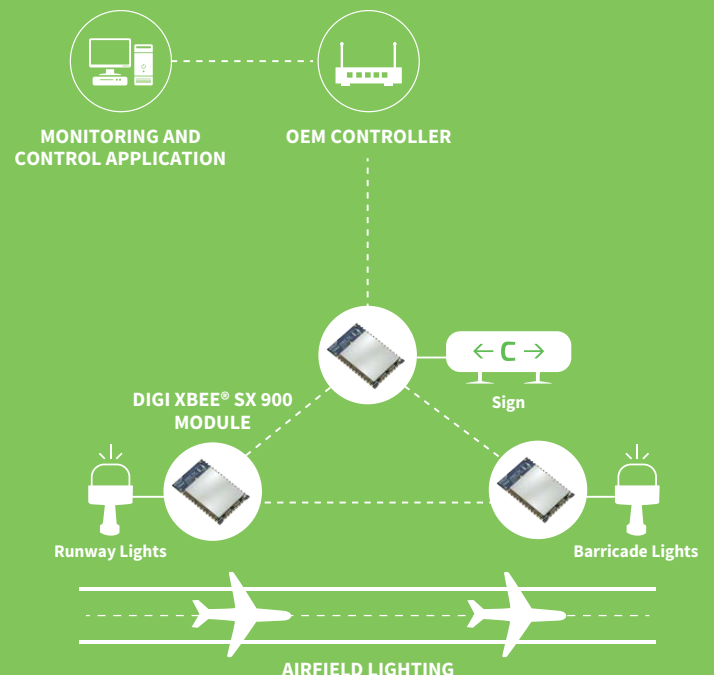 MONITORING AND
CONTROL APPLICATION
OEM CONTROLLER
← C →
Sign
DIGI XBEE® SX 900
MODULE
Runway Lights
Barricade Lights
AIRFIELD LIGHTING